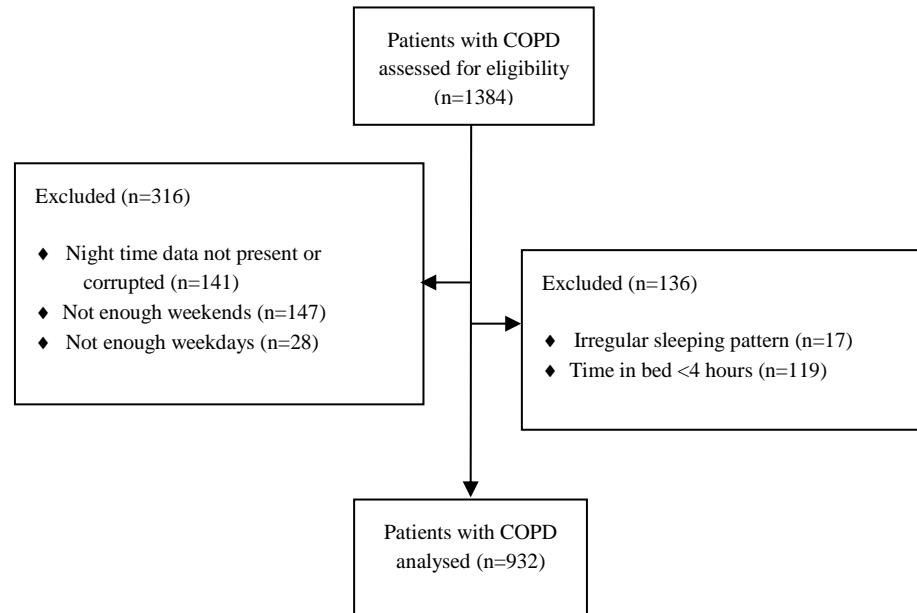 Patients with COPD
assessed for eligibility
(n=1384)
Excluded (n=316)
♦ Night time data not present or
corrupted (n=141)
♦ Not enough weekends (n=147)
♦ Not enough weekdays (n=28)
Excluded (n=136)
♦ Irregular sleeping pattern (n=17)
♦ Time in bed <4 hours (n=119)
Patients with COPD
analysed (n=932)